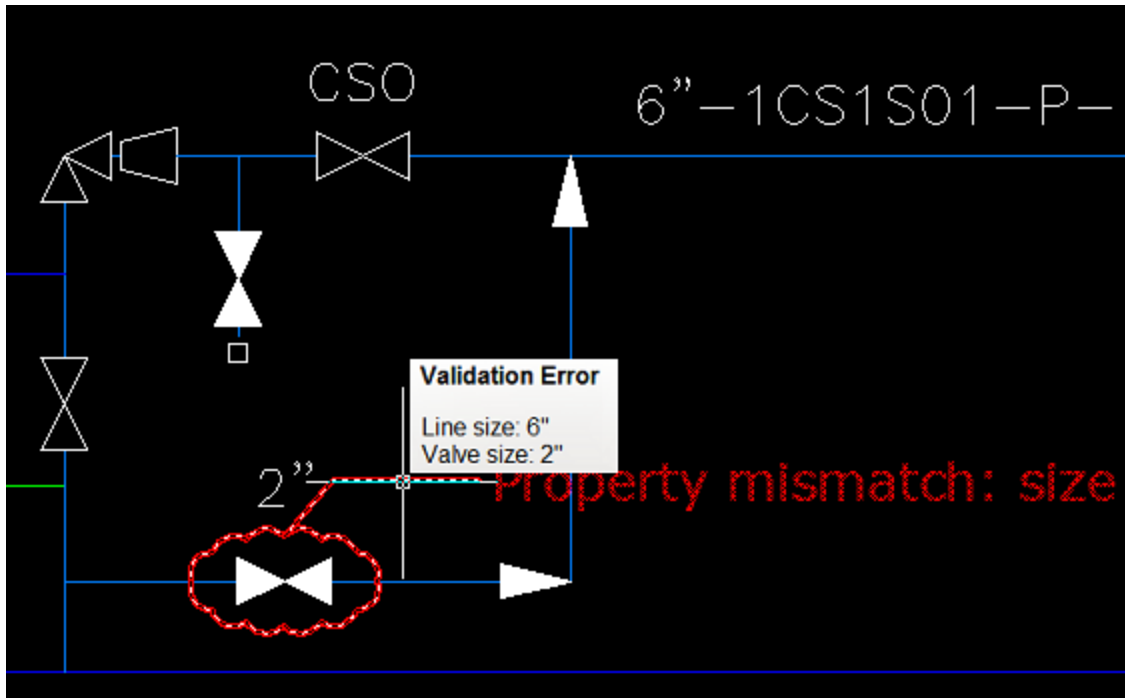 CSO
6”-1CS1S01-P-
Validation Error
Line size: 6"
Valve size: 2"
2”
Property mismatch: size